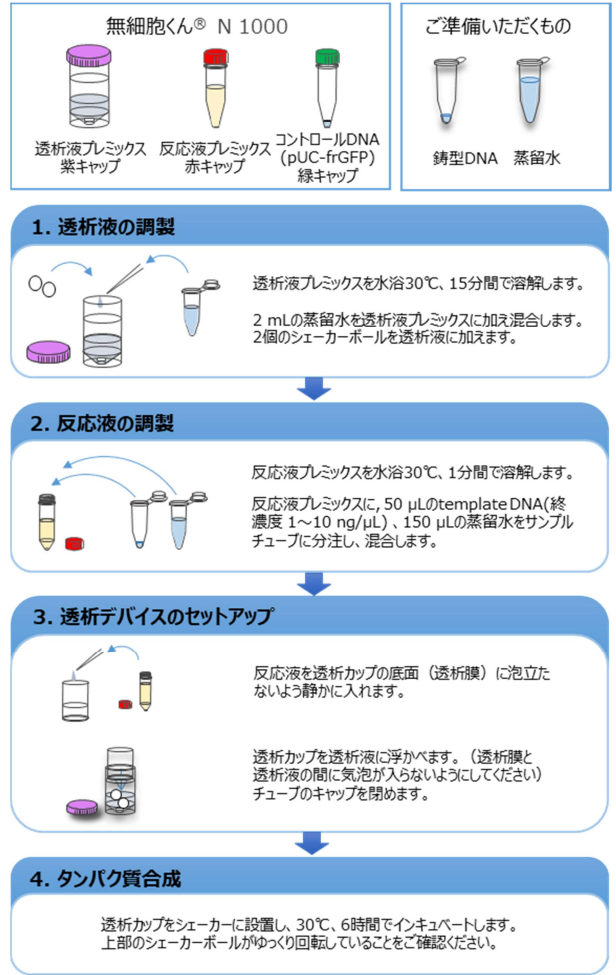 無細胞くん® N 1000
透析液プレミックス
紫キャップ
反応液プレミックス
赤キャップ
コントロールDNA
(pUC-frGFP)
緑キャップ
ご準備いただくもの
鋳型DNA
蒸留水
1. 透析液の調製
透析液プレミックスを水浴30℃、15分間で溶解します。
2 mLの蒸留水を透析液プレミックスに加え混合します。
2個のシェーカーボールを透析液に加えます。
2. 反応液の調製
反応液プレミックスを水浴30℃、1分間で溶解します。
反応液プレミックスに, 50 μLのtemplate DNA(終
濃度 1～10 ng/μL) 、150 μLの蒸留水をサンプル
チューブに分注し、混合します。
3. 透析デバイスのセットアップ
反応液を透析カップの底面（透析膜）に泡立た
ないよう静かに入れます。
透析カップを透析液に浮かべます。（透析膜と
透析液の間に気泡が入らないようにしてください）
チューブのキャップを閉めます。
4. タンパク質合成
透析カップをシェーカーに設置し、30℃、6時間でインキュベートします。
上部のシェーカーボールがゆっくり回転していることをご確認ください。